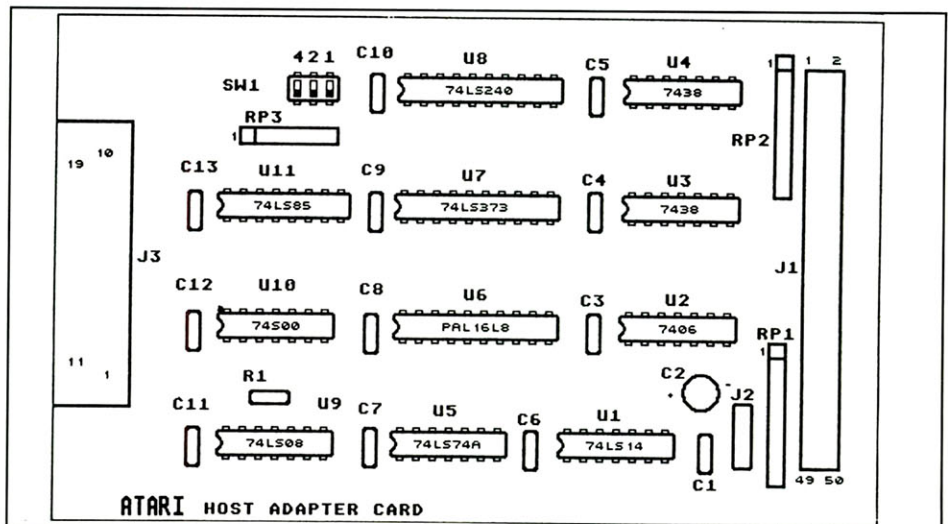 421
C10
U8
C5
U4
1
1 2
SW1
74LS240
7438
RP3
1
RP2
19 10
C13
U11
C9
U7
C4
U3
74LS85
74LS373
7438
J3
J1
C12
U10
C8
U6
C3
U2
74S00
PAL16L8
7406
RP1
1
11 1
R1
C2
+ -
J2
C11
U9
C7
U5
C6
U1
74LS08
74LS74A
74LS14
C1
49 50
ATARI HOST ADAPTER CARD